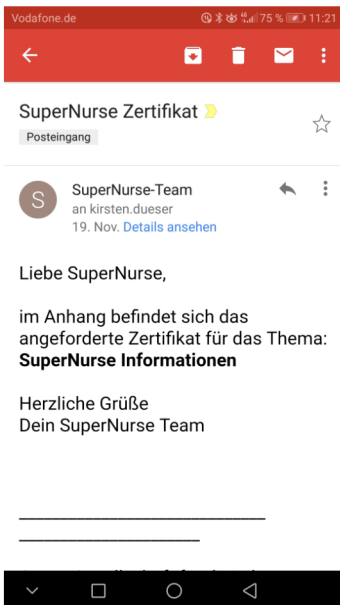 Vodafone.de 75 % 11:21
SuperNurse Zertifikat
Posteingang
S
SuperNurse-Team
an kirsten.dueser
19. Nov. Details ansehen
Liebe SuperNurse,
im Anhang befindet sich das
angeforderte Zertifikat für das Thema:
SuperNurse Informationen
Herzliche Grüße
Dein SuperNurse Team